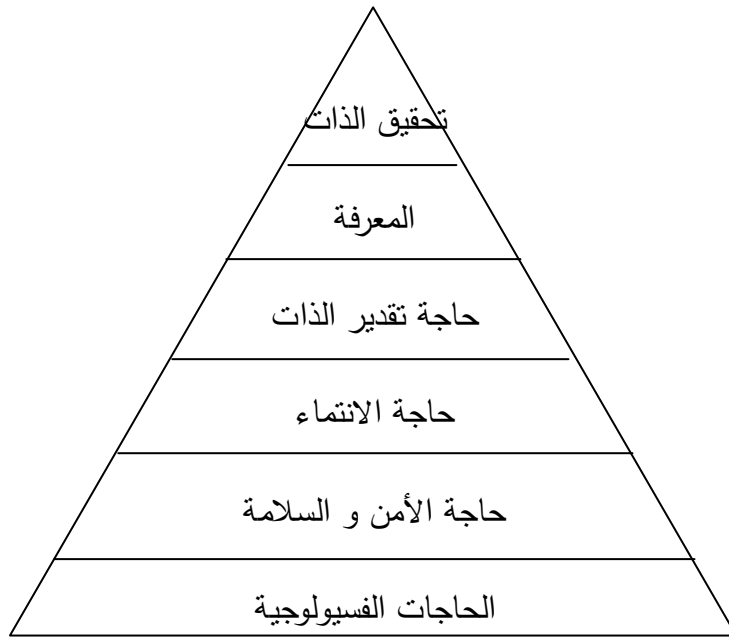 تحقيق الذات
المعرفة
حاجة تقدير الذات
حاجة الانتماء
حاجة الأمن و السلامة
الحاجات الفسيولوجية